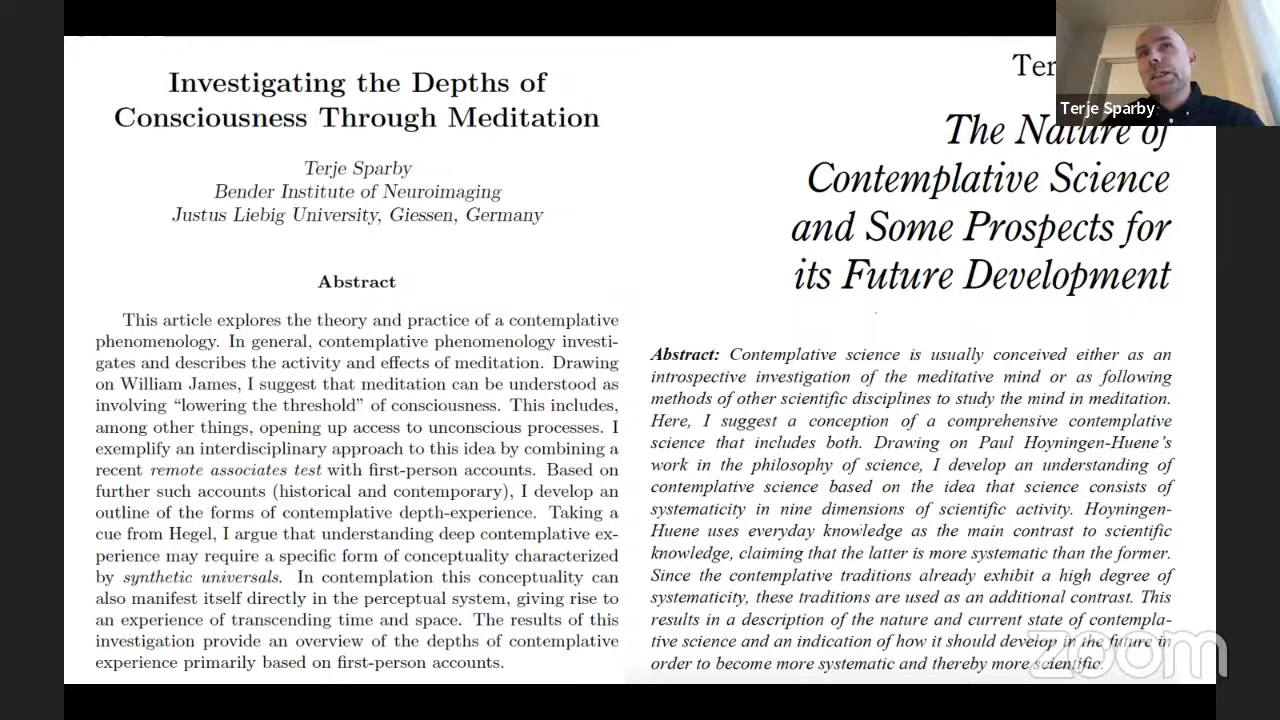 Investigating the Depths of
Consciousness Through Meditation
Terje Sparby
Bender Institute of Neuroimaging
Justus Liebig University, Giessen, Germany
Abstract
This article explores the theory and practice of a contemplative
phenomenology. In general, contemplative phenomenology investi-
gates and describes the activity and effects of meditation. Drawing
on William James, I suggest that meditation can be understood as
involving “lowering the threshold” of consciousness. This includes,
among other things, opening up access to unconscious processes. I
exemplify an interdisciplinary approach to this idea by combining a
recent remote associates test with first-person accounts. Based on
further such accounts (historical and contemporary), I develop an
outline of the forms of contemplative depth-experience. Taking a
cue from Hegel, I argue that understanding deep contemplative ex-
perience may require a specific form of conceptuality characterized
by synthetic universals. In contemplation this conceptuality can
also manifest itself directly in the perceptual system, giving rise to
an experience of transcending time and space. The results of this
investigation provide an overview of the depths of contemplative
experience primarily based on first-person accounts.
Ter
Terje Sparby
The Nature of
Contemplative Science
and Some Prospects for
its Future Development
Abstract: Contemplative science is usually conceived either as an
introspective investigation of the meditative mind or as following
methods of other scientific disciplines to study the mind in meditation.
Here, I suggest a conception of a comprehensive contemplative
science that includes both. Drawing on Paul Hoyningen-Huene’s
work in the philosophy of science, I develop an understanding of
contemplative science based on the idea that science consists of
systematicity in nine dimensions of scientific activity. Hoyningen-
Huene uses everyday knowledge as the main contrast to scientific
knowledge, claiming that the latter is more systematic than the former.
Since the contemplative traditions already exhibit a high degree of
systematicity, these traditions are used as an additional contrast. This
results in a description of the nature and current state of contempla-
tive science and an indication of how it should develop in the future in
order to become more systematic and thereby more scientific.
zoom